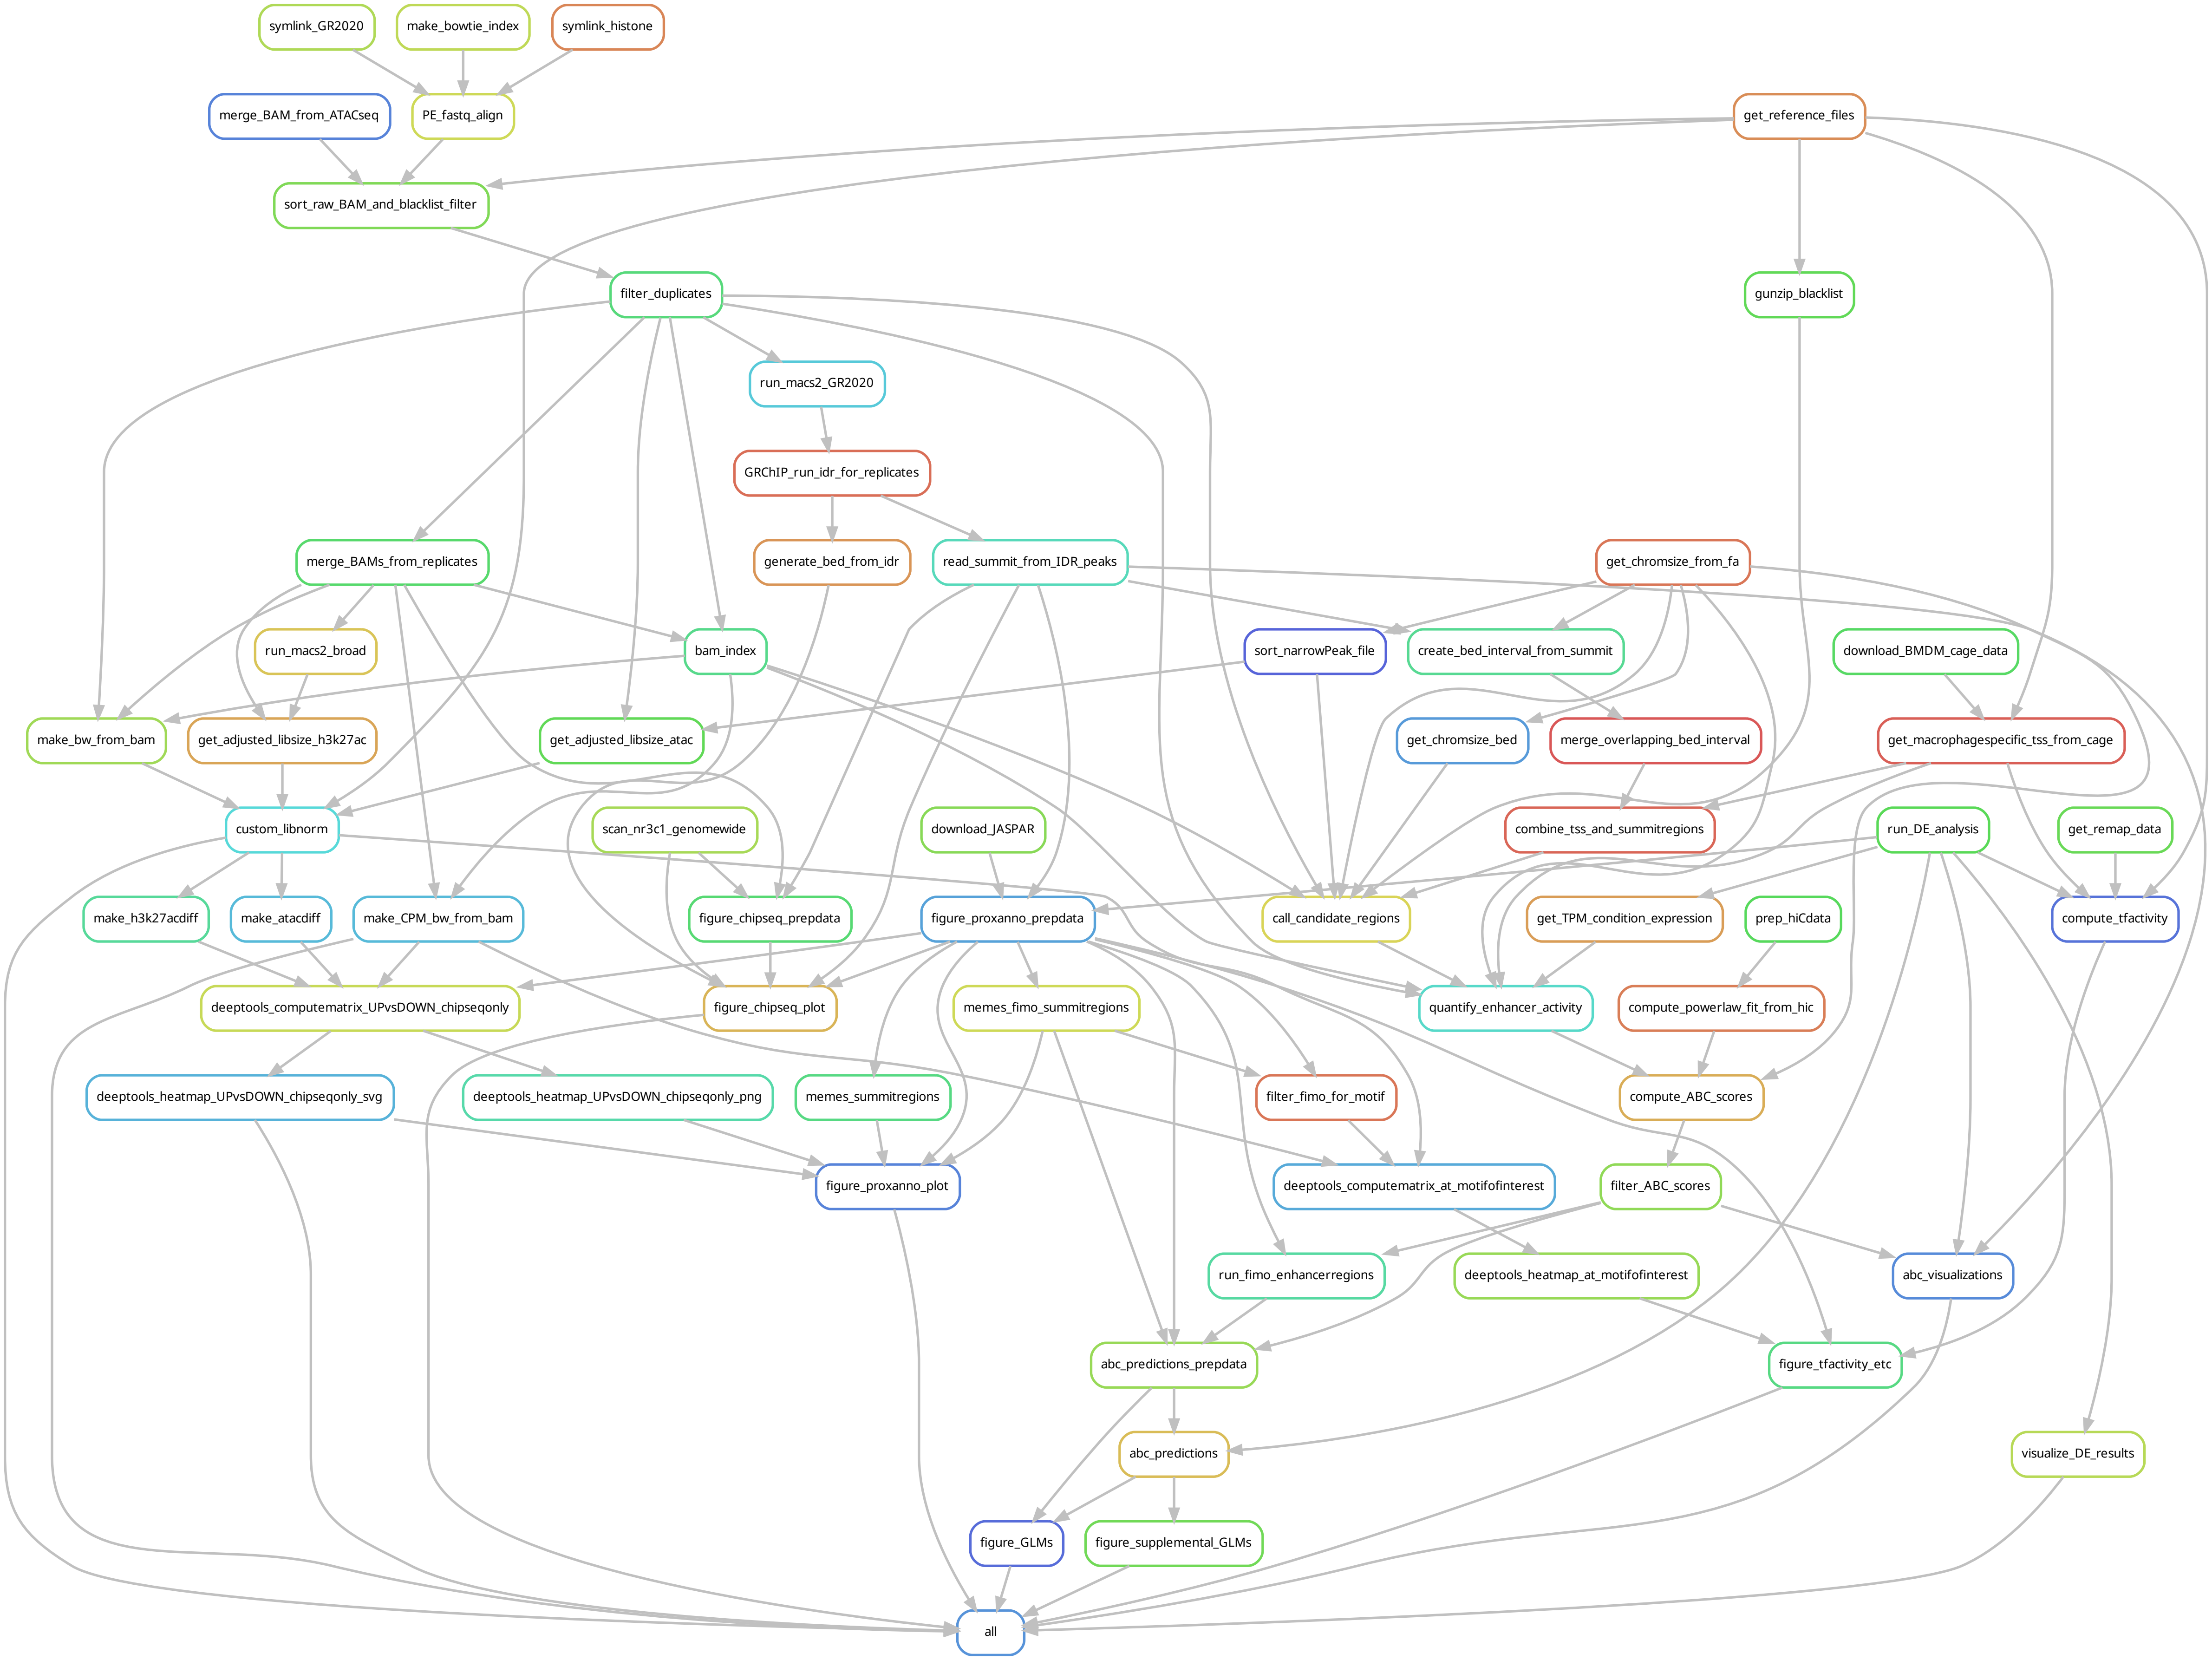 symlink_GR2020
make_bowtie_index
symlink_histone
merge_BAM_from_ATACseq
PE_fastq_align
get_reference_files
sort_raw_BAM_and_blacklist_filter
filter_duplicates
gunzip_blacklist
run_macs2_GR2020
GRChIP_run_idr_for_replicates
merge_BAMs_from_replicates
generate_bed_from_idr
read_summit_from_IDR_peaks
get_chromsize_from_fa
run_macs2_broad
bam_index
sort_narrowPeak_file
create_bed_interval_from_summit
download_BMDM_cage_data
make_bw_from_bam
get_adjusted_libsize_h3k27ac
get_adjusted_libsize_atac
get_chromsize_bed
merge_overlapping_bed_interval
get_macrophagespecific_tss_from_cage
custom_libnorm
scan_nr3c1_genomewide
download_JASPAR
combine_tss_and_summitregions
run_DE_analysis
get_remap_data
make_h3k27acdiff
make_atacdiff
make_CPM_bw_from_bam
figure_chipseq_prepdata
figure_proxanno_prepdata
call_candidate_regions
get_TPM_condition_expression
prep_hiCdata
compute_tfactivity
deeptools_computematrix_UPvsDOWN_chipseqonly
figure_chipseq_plot
memes_fimo_summitregions
quantify_enhancer_activity
compute_powerlaw_fit_from_hic
deeptools_heatmap_UPvsDOWN_chipseqonly_svg
deeptools_heatmap_UPvsDOWN_chipseqonly_png
memes_summitregions
filter_fimo_for_motif
compute_ABC_scores
figure_proxanno_plot
deeptools_computematrix_at_motifofinterest
filter_ABC_scores
run_fimo_enhancerregions
deeptools_heatmap_at_motifofinterest
abc_visualizations
abc_predictions_prepdata
figure_tfactivity_etc
abc_predictions
visualize_DE_results
figure_GLMs
figure_supplemental_GLMs
all